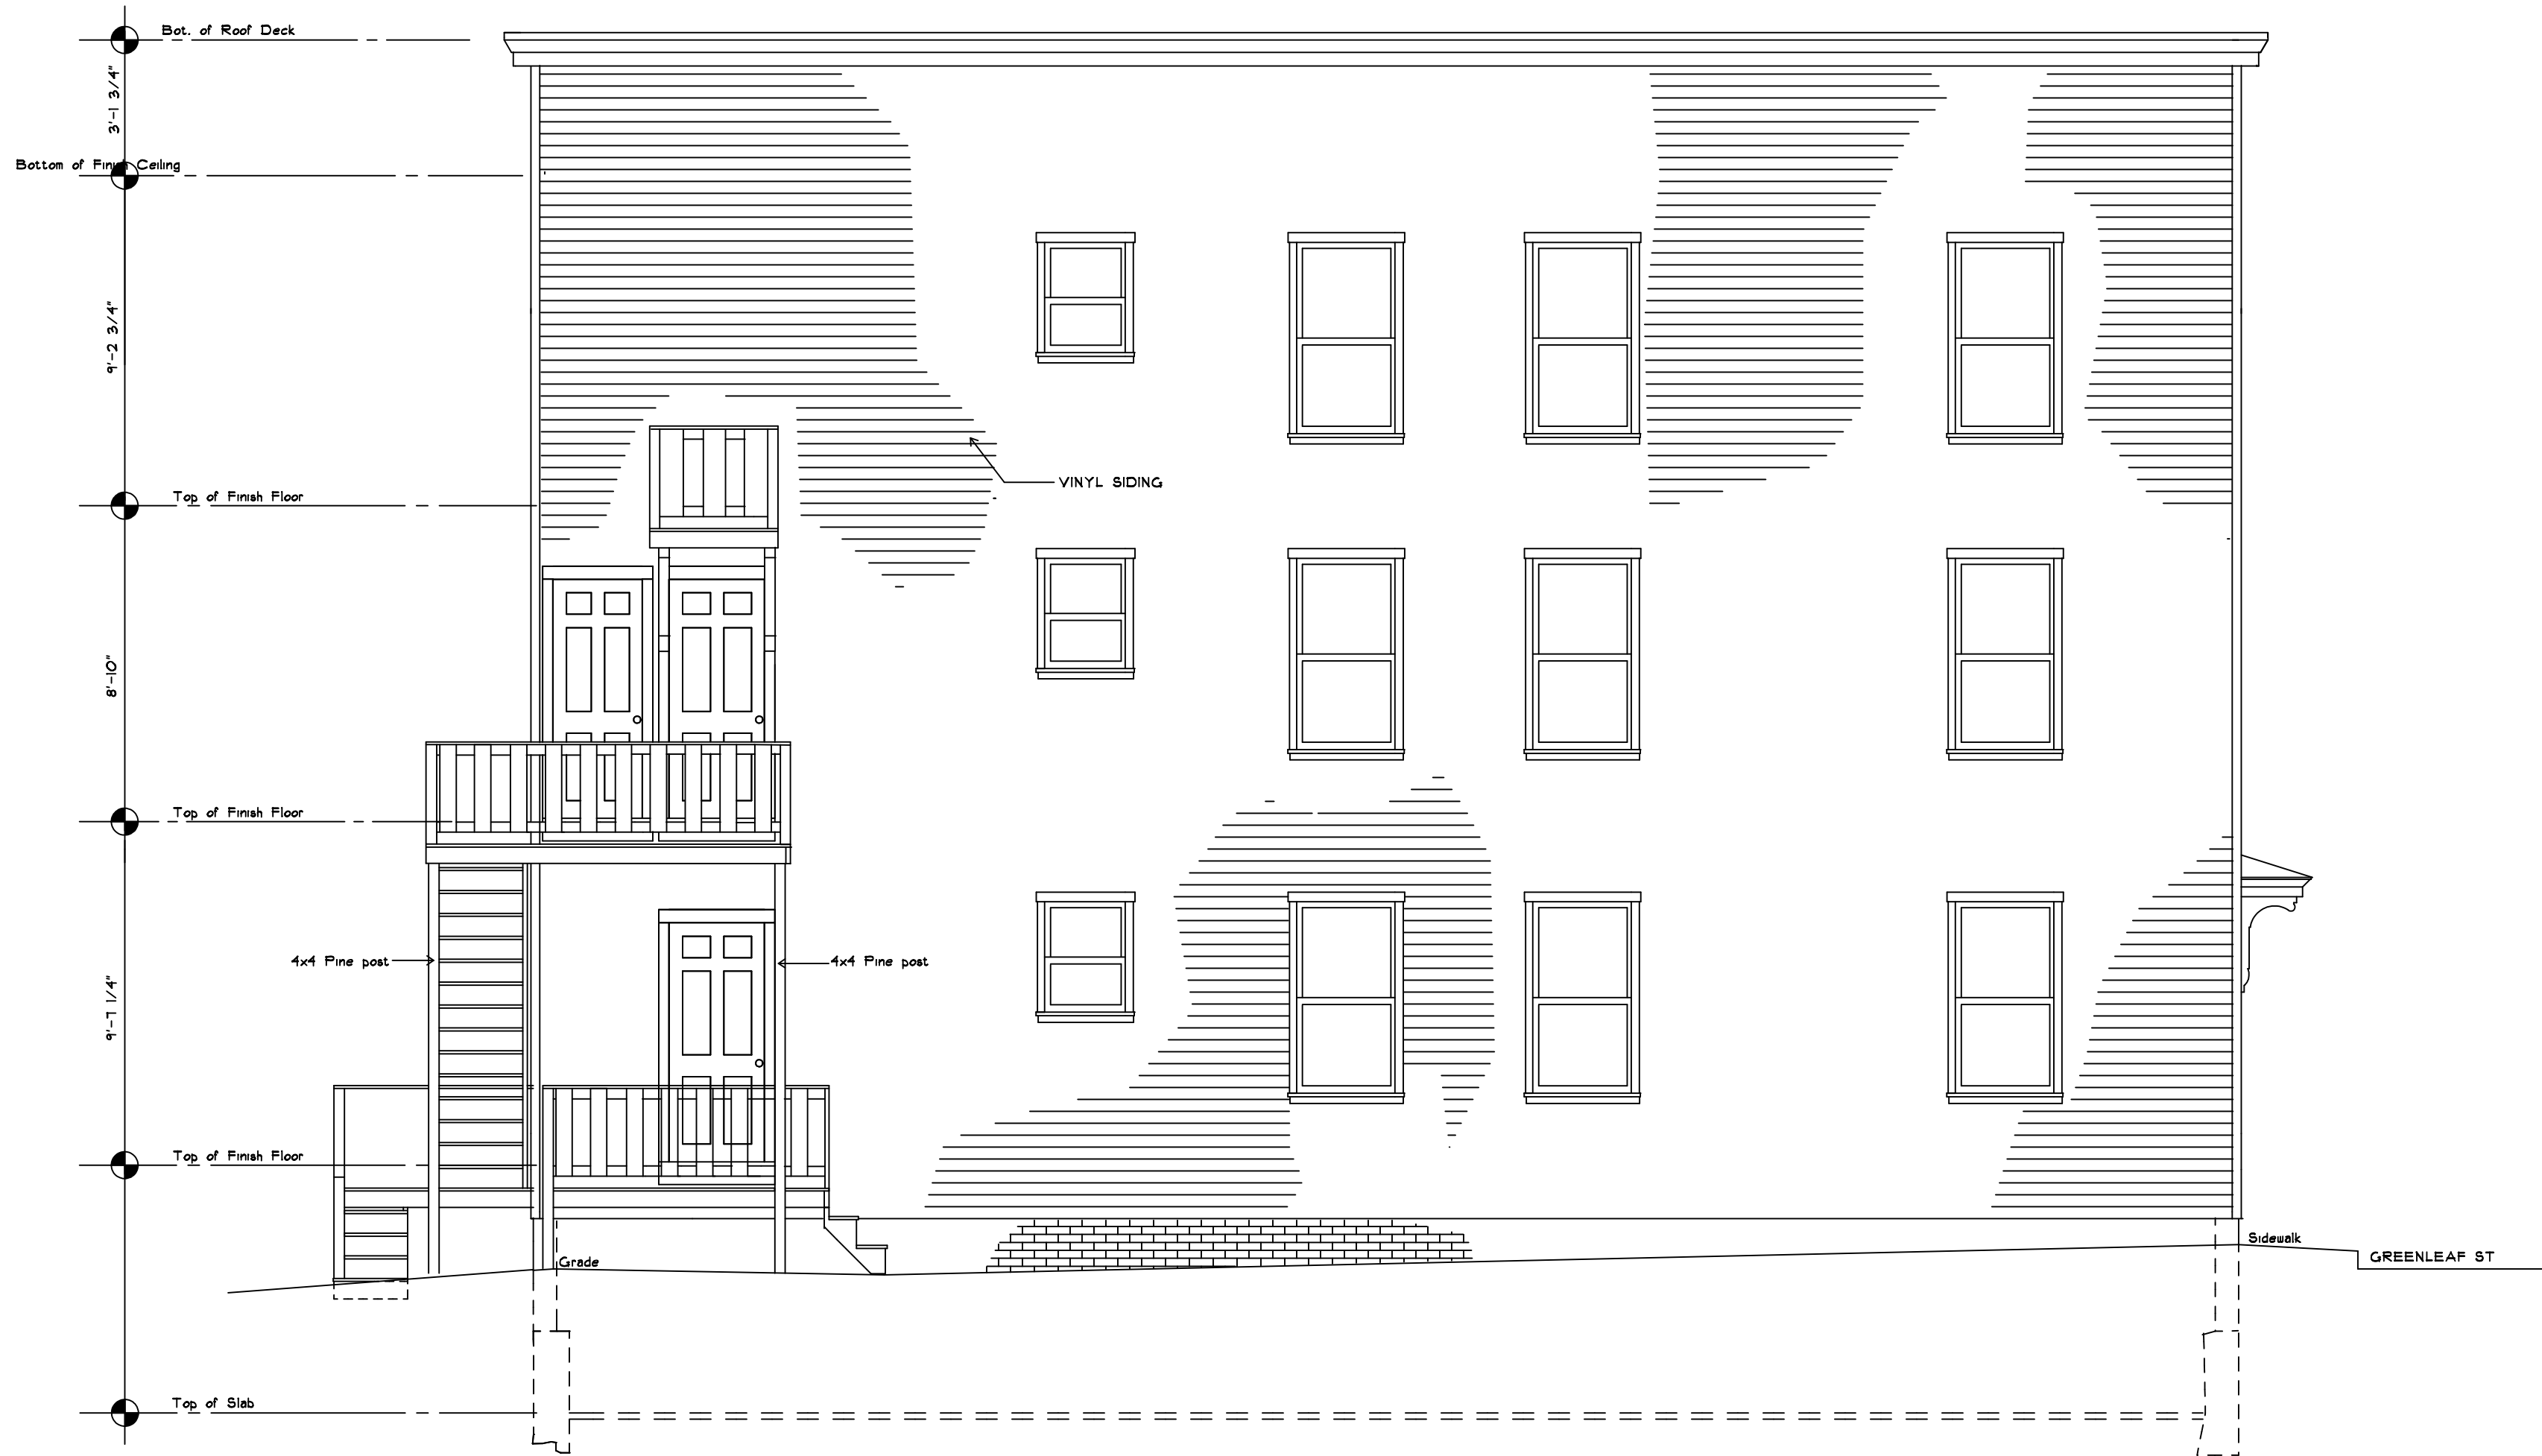 Bot. of Roof Deck
3'-1 3/4"
Bottom of Finish Ceiling
9'-2 3/4"
VINYL SIDING
Top of Finish Floor
8'-10"
Top of Finish Floor
4x4 Pine post
4x4 Pine post
9'-7 1/4"
Top of Finish Floor
Sidewalk
Grade
GREENLEAF ST
Top of Slab